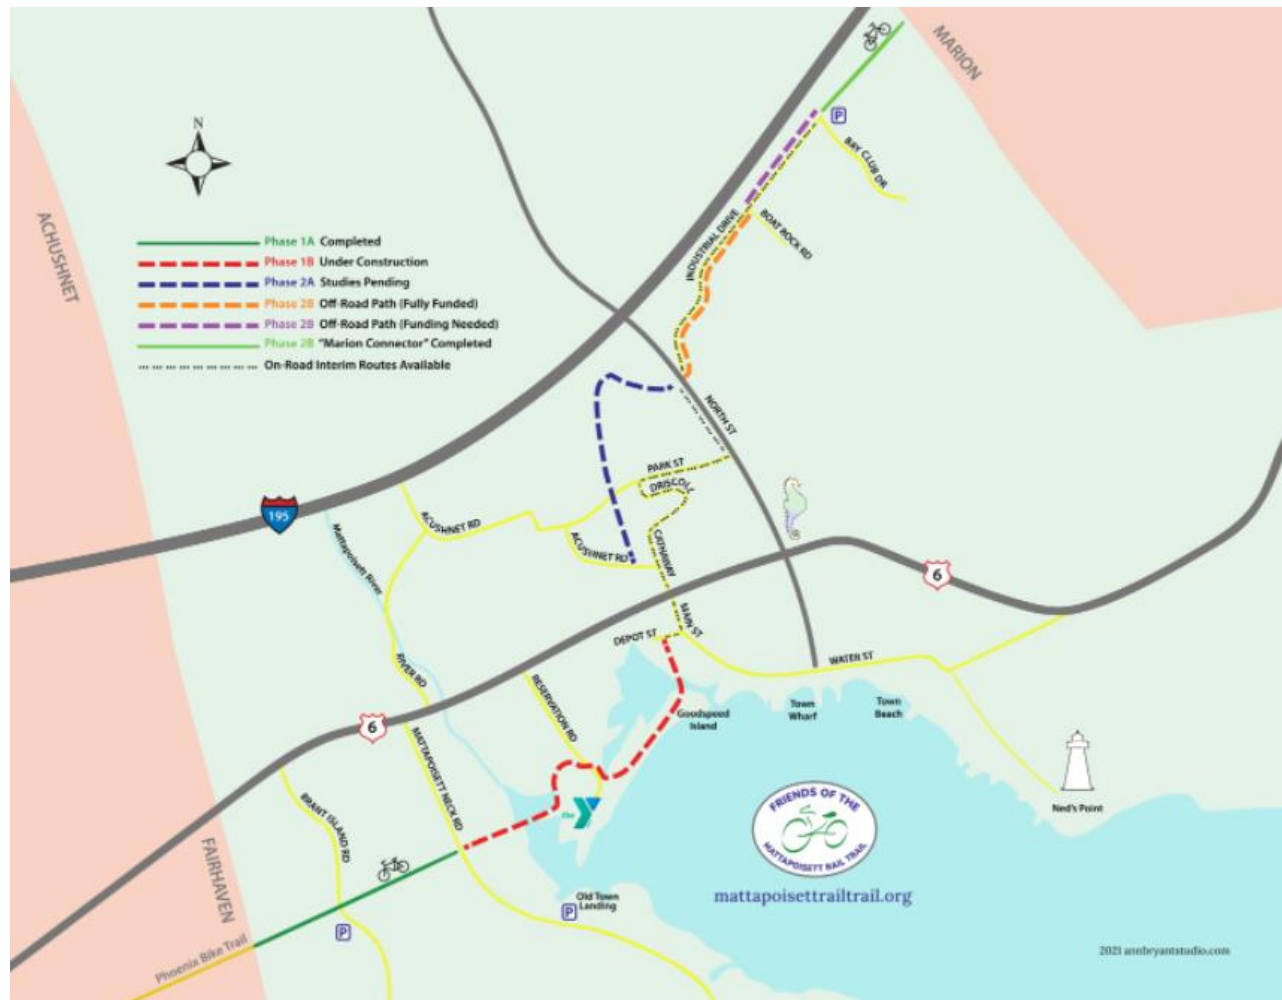 MARION
N
P
BAY CLUB DR
ACHUSHNET
INDUSTRIAL DRIVE
BOAT ROCK RD
Phase 1A Completed
Phase 1B Under Construction
Phase 2A Studies Pending
Phase 2B Off-Road Path (Fully Funded)
Phase 2B Off-Road Path (Funding Needed)
Phase 2B "Marion Connector" Completed
On-Road Interim Routes Available
NORTH ST
PARK ST
DRISCOLL
195
ACUSHNET RD
Mattapoisett River
ACUSHNET RD
CATHAWAY
6
MAIN ST
DEPOT ST
WATER ST
RIVER RD
RESERVATION RD
Goodspeed
Island
Town
Wharf
Town
Beach
6
MATTAPOISETT NECK RD
Ned's Point
BRANT ISLAND RD
the Y
FRIENDS OF THE
MATTAPOISETT RAIL TRAIL
mattapoisettrailtrail.org
FAIRHAVEN
Old Town
Landing
P
P
Phoenix Bike Trail
2021 annbryantstudio.com